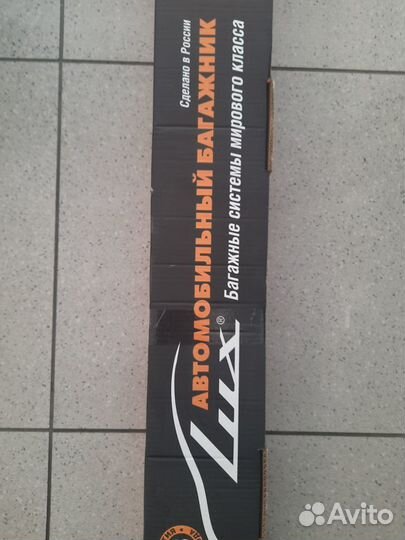 Сделано в России
АВТОМОБИЛЬНЫЙ БАГАЖНИК
Lux®
Багажные системы мирового класса
Avito